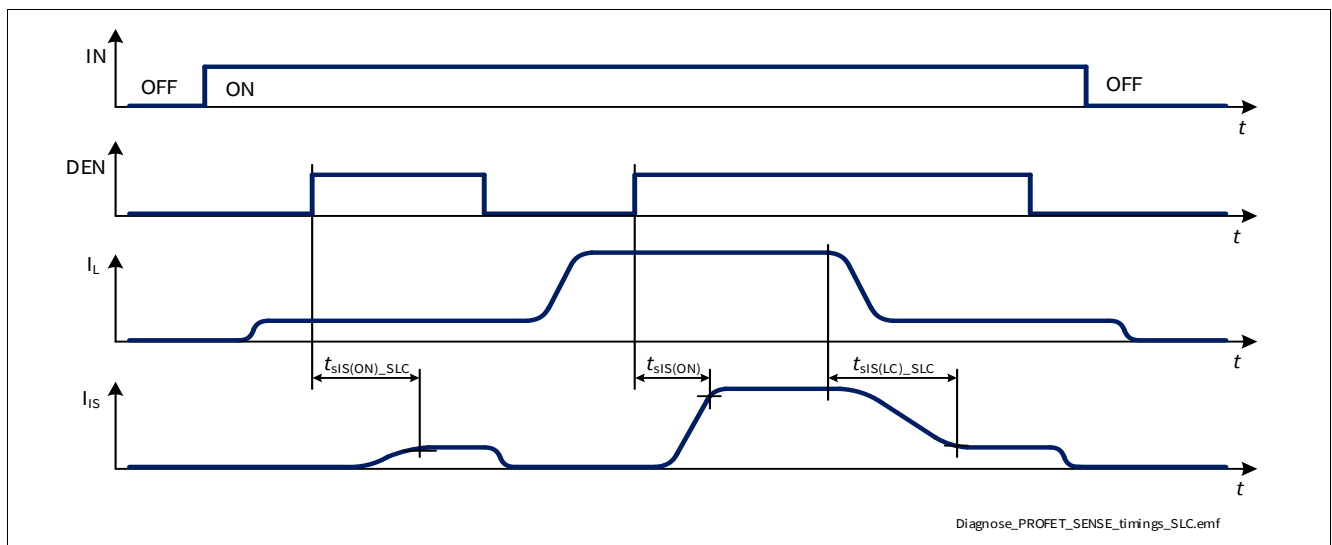 IN
OFF
ON
OFF
t
DEN
t
IL
t
tsIS(ON)_SLC
tsIS(ON)
tsIS(LC)_SLC
IIS
t
Diagnose_PROFET_SENSE_timings_SLC.emf